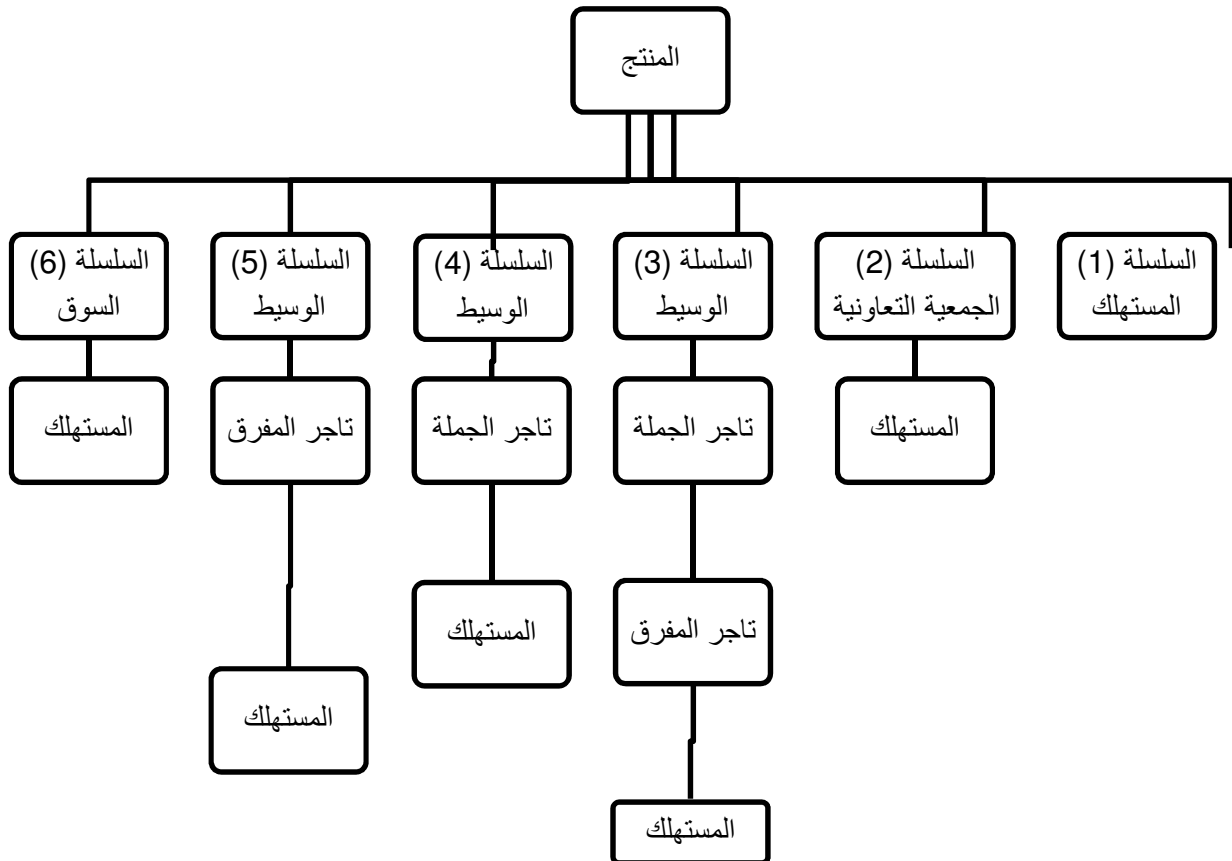 المنتج
السلسلة (1)
المستهلك
السلسلة (2)
الجمعية التعاونية
السلسلة (3)
الوسيط
السلسلة (4)
الوسيط
السلسلة (5)
الوسيط
السلسلة (6)
السوق
المستهلك
تاجر الجملة
تاجر الجملة
تاجر المفرق
المستهلك
تاجر المفرق
المستهلك
المستهلك
المستهلك